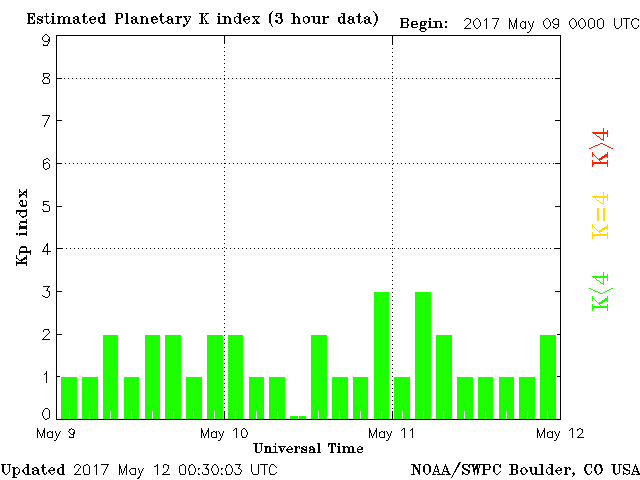 Estimated Planetary K index (3 hour data) Begin: 2017 May 09 0000 UTC
9
8
7
6
5
4
3
2
1
0
Kp index
K>4
K=4
K<4
May 9 May 10 May 11 May 12
Universal Time
Updated 2017 May 12 00:30:03 UTC NOAA/SWPC Boulder, CO USA